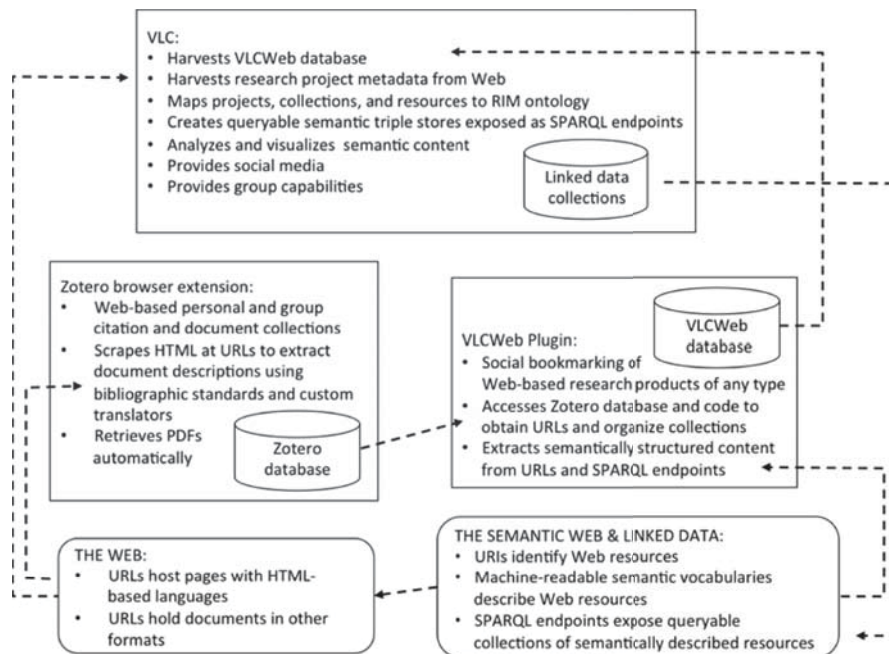 VLC:
• Harvests VLCWeb database
• Harvests research project metadata from Web
• Maps projects, collections, and resources to RIM ontology
• Creates queryable semantic triple stores exposed as SPARQL endpoints
• Analyzes and visualizes semantic content
• Provides social media
• Provides group capabilities
Linked data
collections
Zotero browser extension:
• Web-based personal and group
citation and document collections
• Scrapes HTML at URLs to extract
document descriptions using
bibliographic standards and custom
translators
• Retrieves PDFs
automatically
Zotero
database
VLCWeb
database
VLCWeb Plugin:
• Social bookmarking of
Web-based research products of any type
• Accesses Zotero database and code to
obtain URLs and organize collections
• Extracts semantically structured content
from URLs and SPARQL endpoints
THE WEB:
• URLs host pages with HTML-
based languages
• URLs hold documents in other
formats
THE SEMANTIC WEB & LINKED DATA:
• URIs identify Web resources
• Machine-readable semantic vocabularies
describe Web resources
• SPARQL endpoints expose queryable
collections of semantically described resources